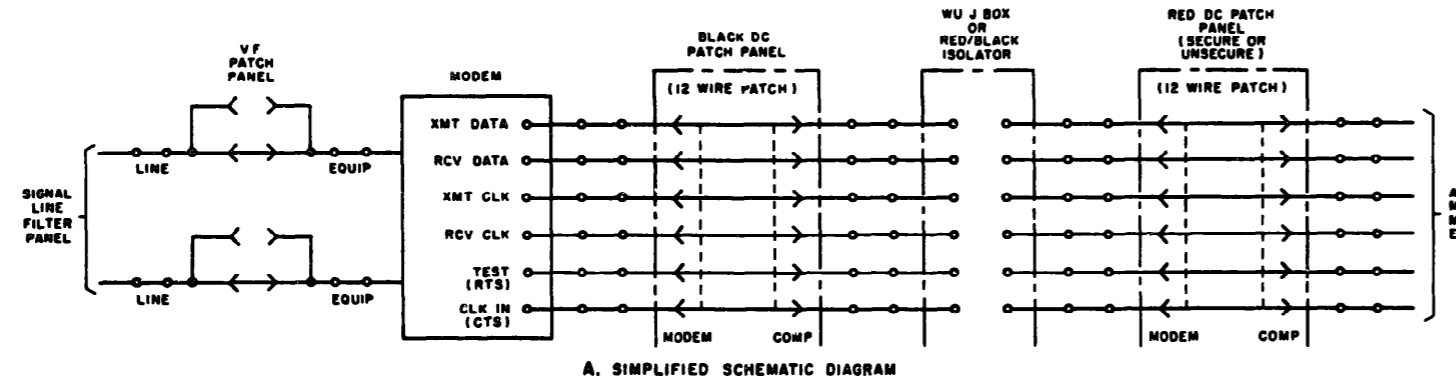 VF
PATCH
PANEL
MODEM
BLACK DC
PATCH PANEL
(12 WIRE PATCH)
WU J BOX
OR
RED/BLACK
ISOLATOR
RED DC PATCH
PANEL
(SECURE OR
UNSECURE)
(12 WIRE PATCH)
SIGNAL
LINE
FILTER
PANEL
LINE
EQUIP
LINE
EQUIP
XMT DATA
RCV DATA
XMT CLK
RCV CLK
TEST
(RTS)
CLK IN
(CTS)
MODEM
COMP
MODEM
COMP
A
M
M
E
A. SIMPLIFIED SCHEMATIC DIAGRAM